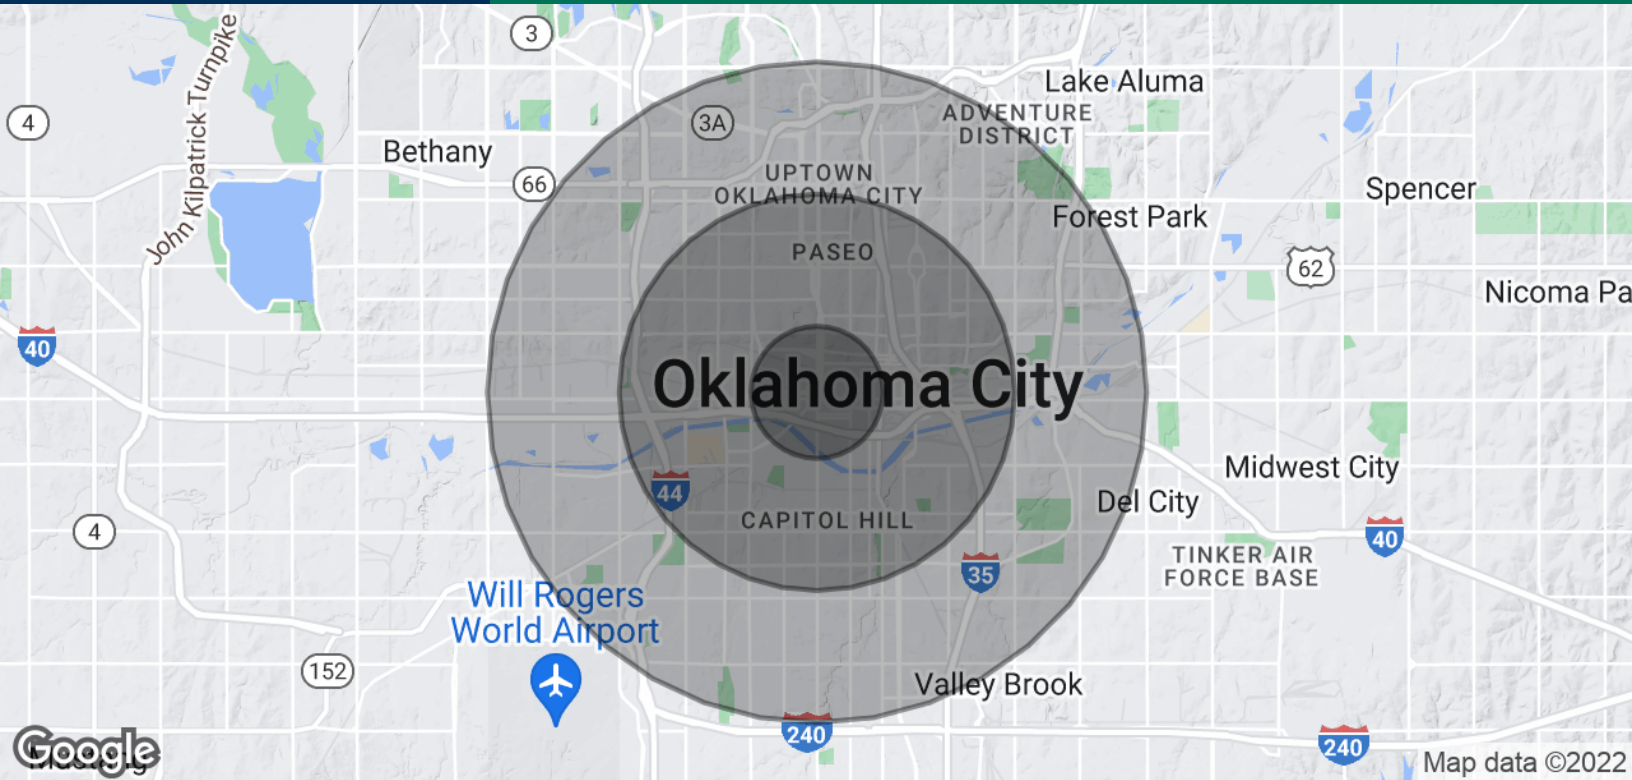 3
Lake Aluma
John Kilpatrick Turnpike
4
3A
ADVENTURE
DISTRICT
Bethany
66
UPTOWN
OKLAHOMA CITY
Spencer
Forest Park
PASEO
62
Nicoma Pa
40
Oklahoma City
Midwest City
44
Del City
CAPITOL HILL
4
40
TINKER AIR
FORCE BASE
35
Will Rogers
World Airport
152
Valley Brook
240
240
Google
Mustang
Map data ©2022